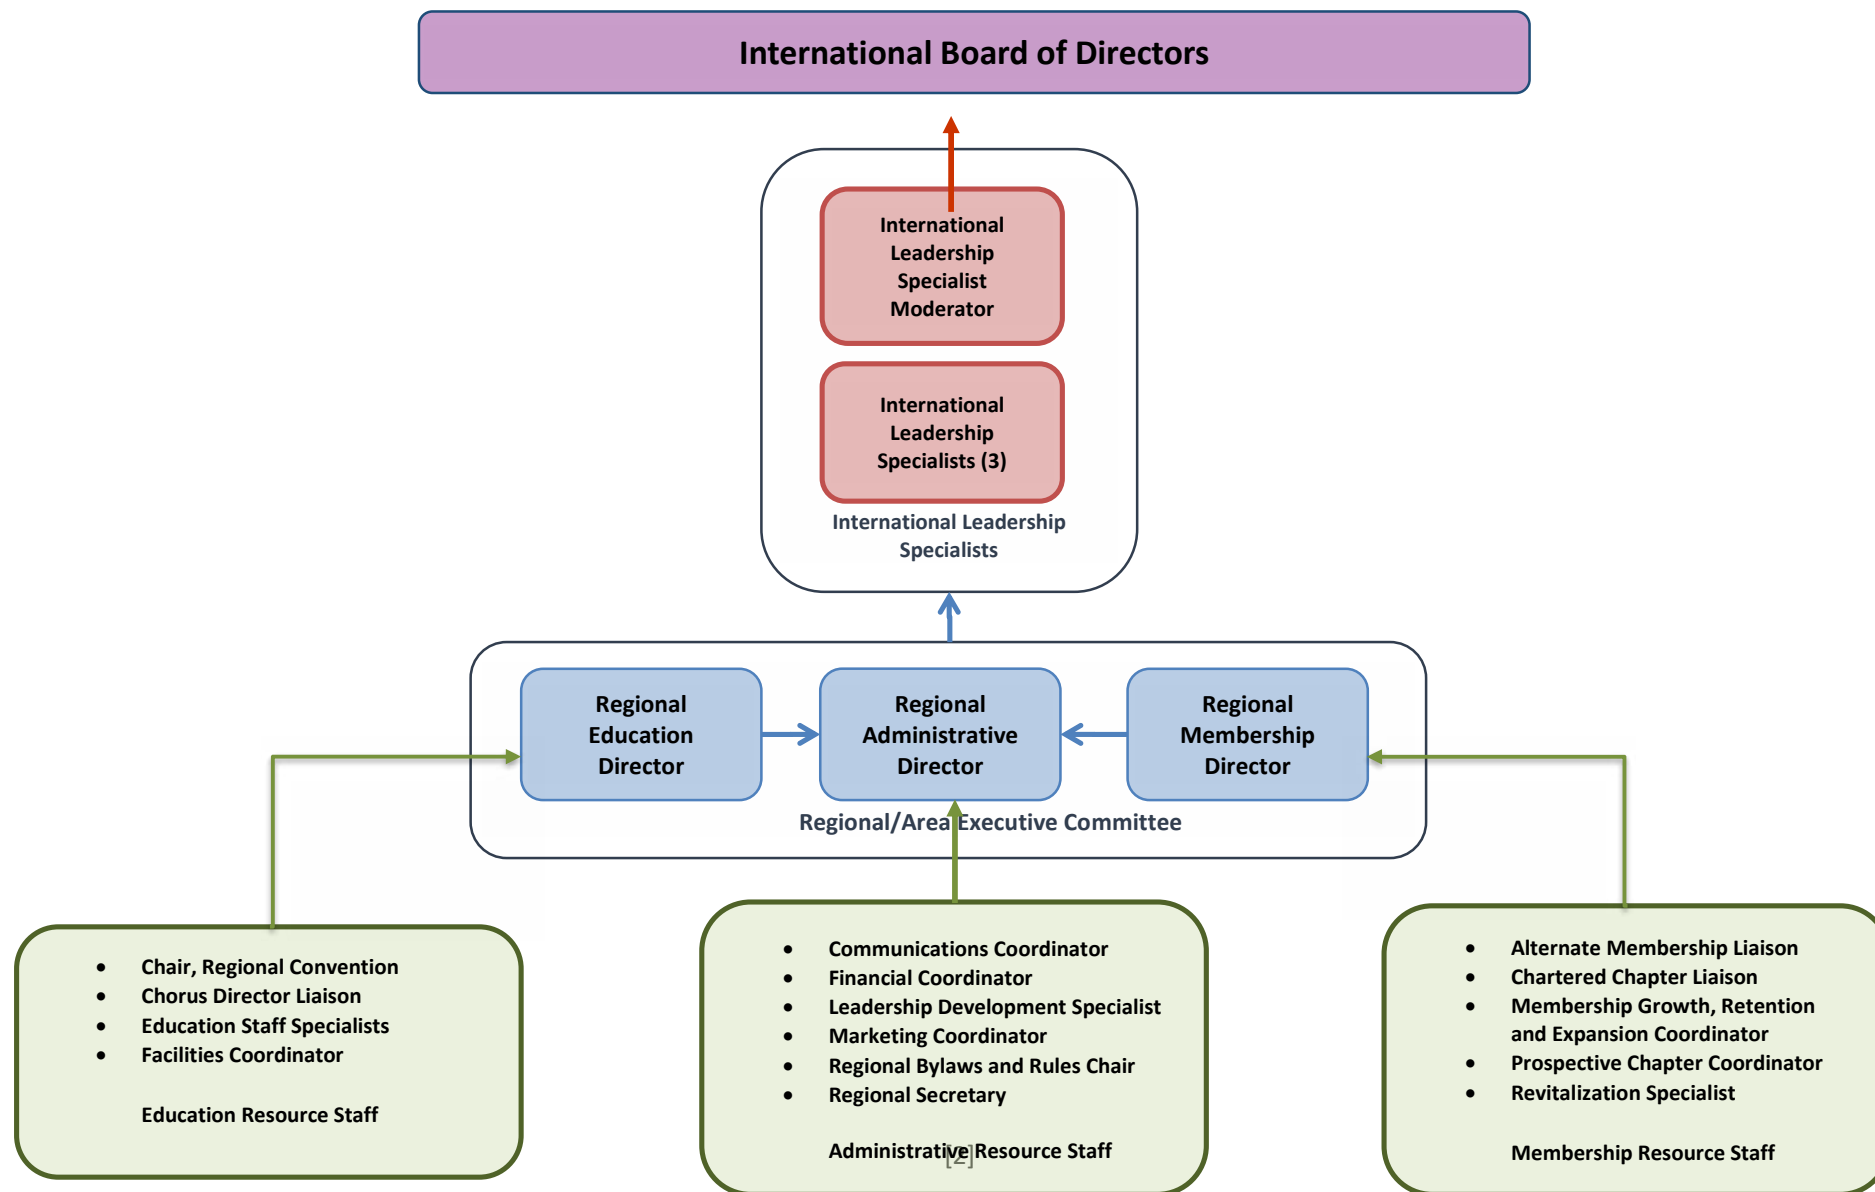 International Board of Directors
International
Leadership
Specialist
Moderator
International
Leadership
Specialists (3)
International Leadership
Specialists
Regional
Education
Director
Regional
Administrative
Director
Regional
Membership
Director
Regional/Area Executive Committee
• Chair, Regional Convention
• Chorus Director Liaison
• Education Staff Specialists
• Facilities Coordinator
Education Resource Staff
• Communications Coordinator
• Financial Coordinator
• Leadership Development Specialist
• Marketing Coordinator
• Regional Bylaws and Rules Chair
• Regional Secretary
Administrative Resource Staff
[2]
• Alternate Membership Liaison
• Chartered Chapter Liaison
• Membership Growth, Retention
and Expansion Coordinator
• Prospective Chapter Coordinator
• Revitalization Specialist
Membership Resource Staff